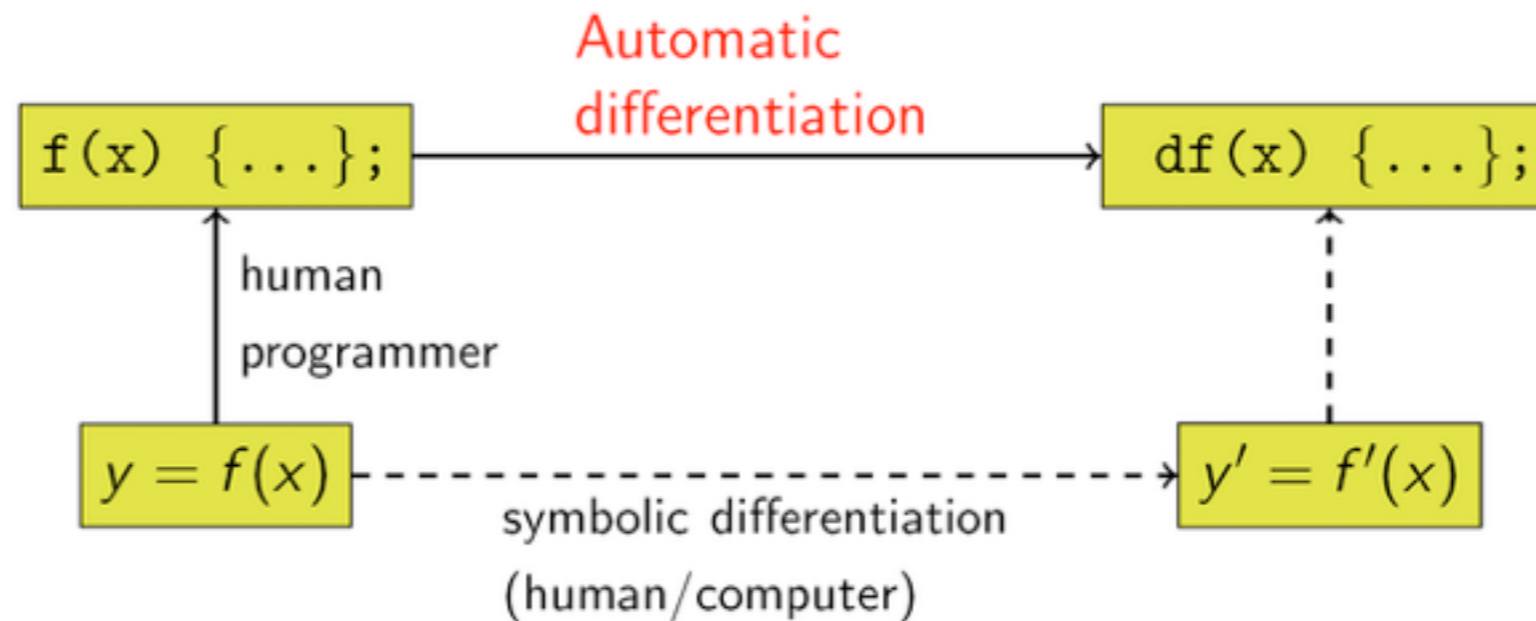 Automatic
differentiation
f(x) {...};
df(x) {...};
human
programmer
y = f(x)
y′ = f′(x)
symbolic differentiation
(human/computer)